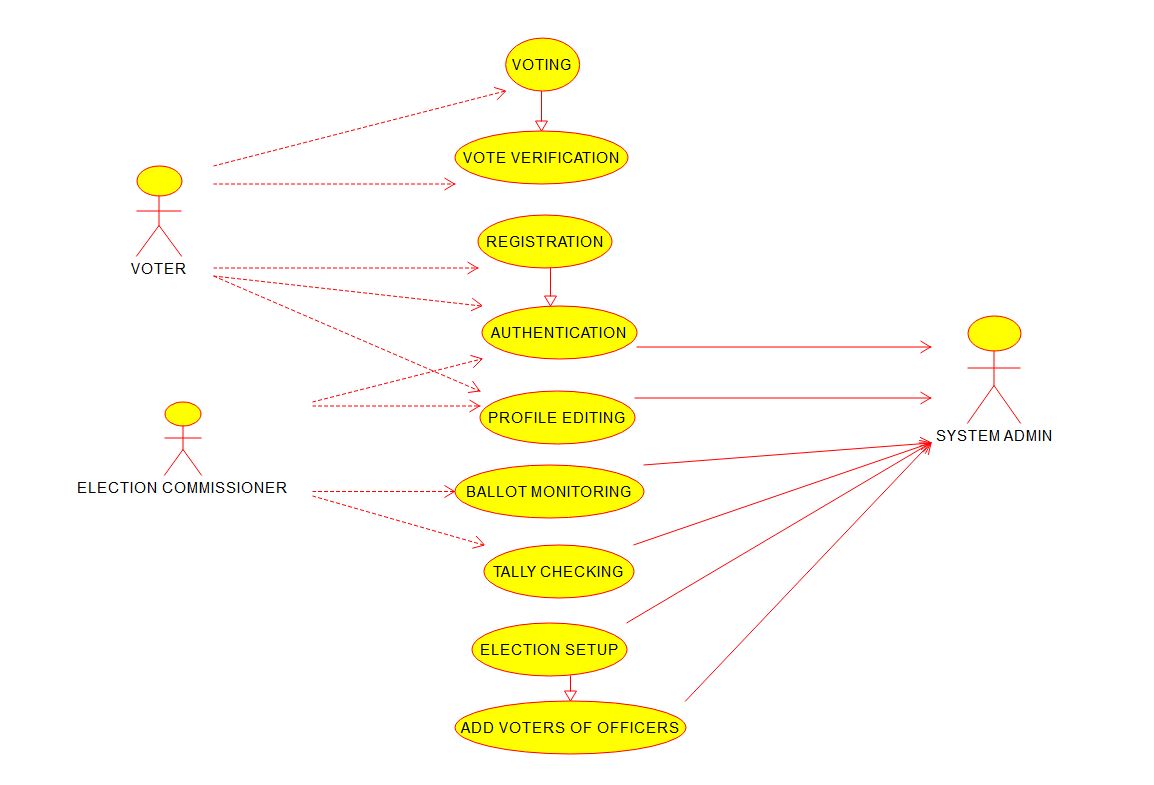 VOTING
VOTE VERIFICATION
REGISTRATION
VOTER
AUTHENTICATION
PROFILE EDITING
SYSTEM ADMIN
ELECTION COMMISSIONER
BALLOT MONITORING
TALLY CHECKING
ELECTION SETUP
ADD VOTERS OF OFFICERS